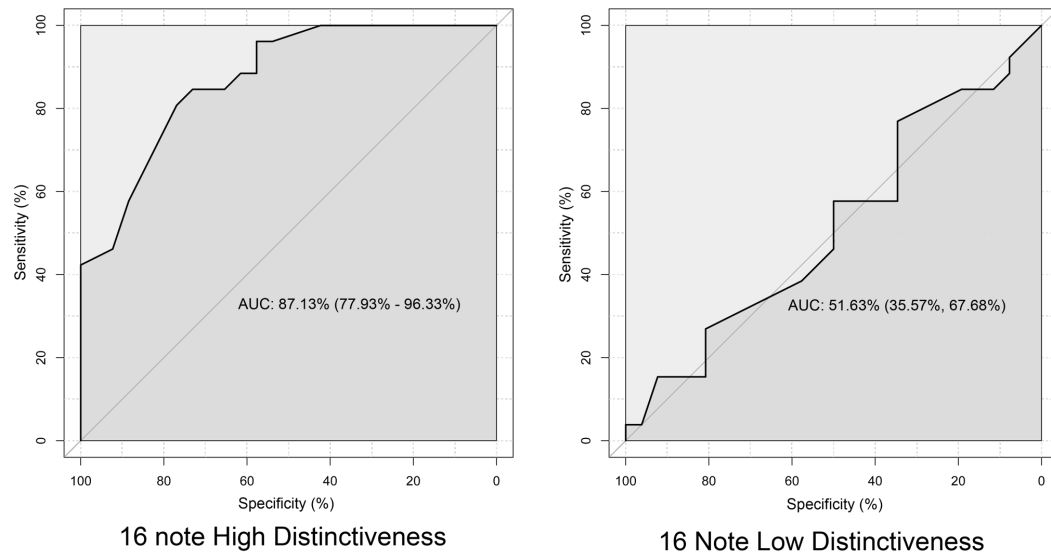 100
80
60
40
20
0
Sensitivity (%)
AUC: 87.13% (77.93% - 96.33%)
100 80 60 40 20 0
Specificity (%)
16 note High Distinctiveness
100
80
60
40
20
0
Sensitivity (%)
AUC: 51.63% (35.57%, 67.68%)
100 80 60 40 20 0
Specificity (%)
16 Note Low Distinctiveness